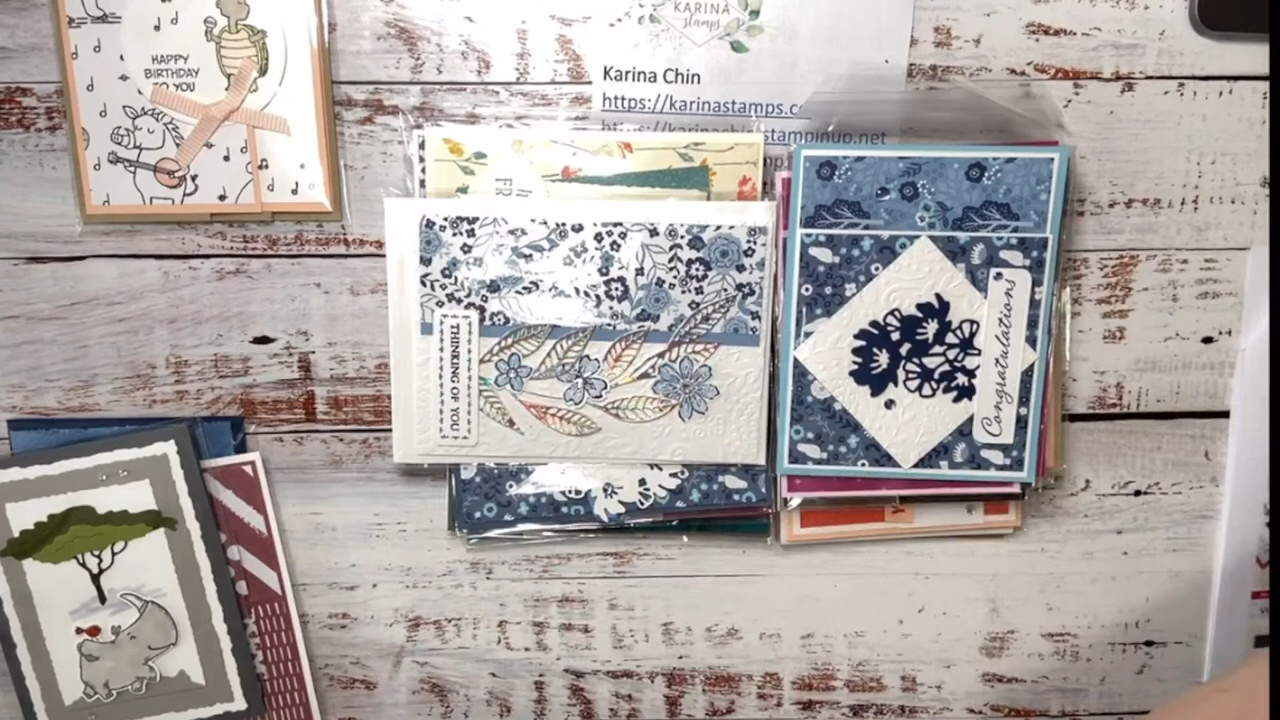 HAPPY
BIRTHDAY
TO YOU
KARINA
stamps
Karina Chin
https://karinastamps.c
THINKING OF YOU
Congratulations